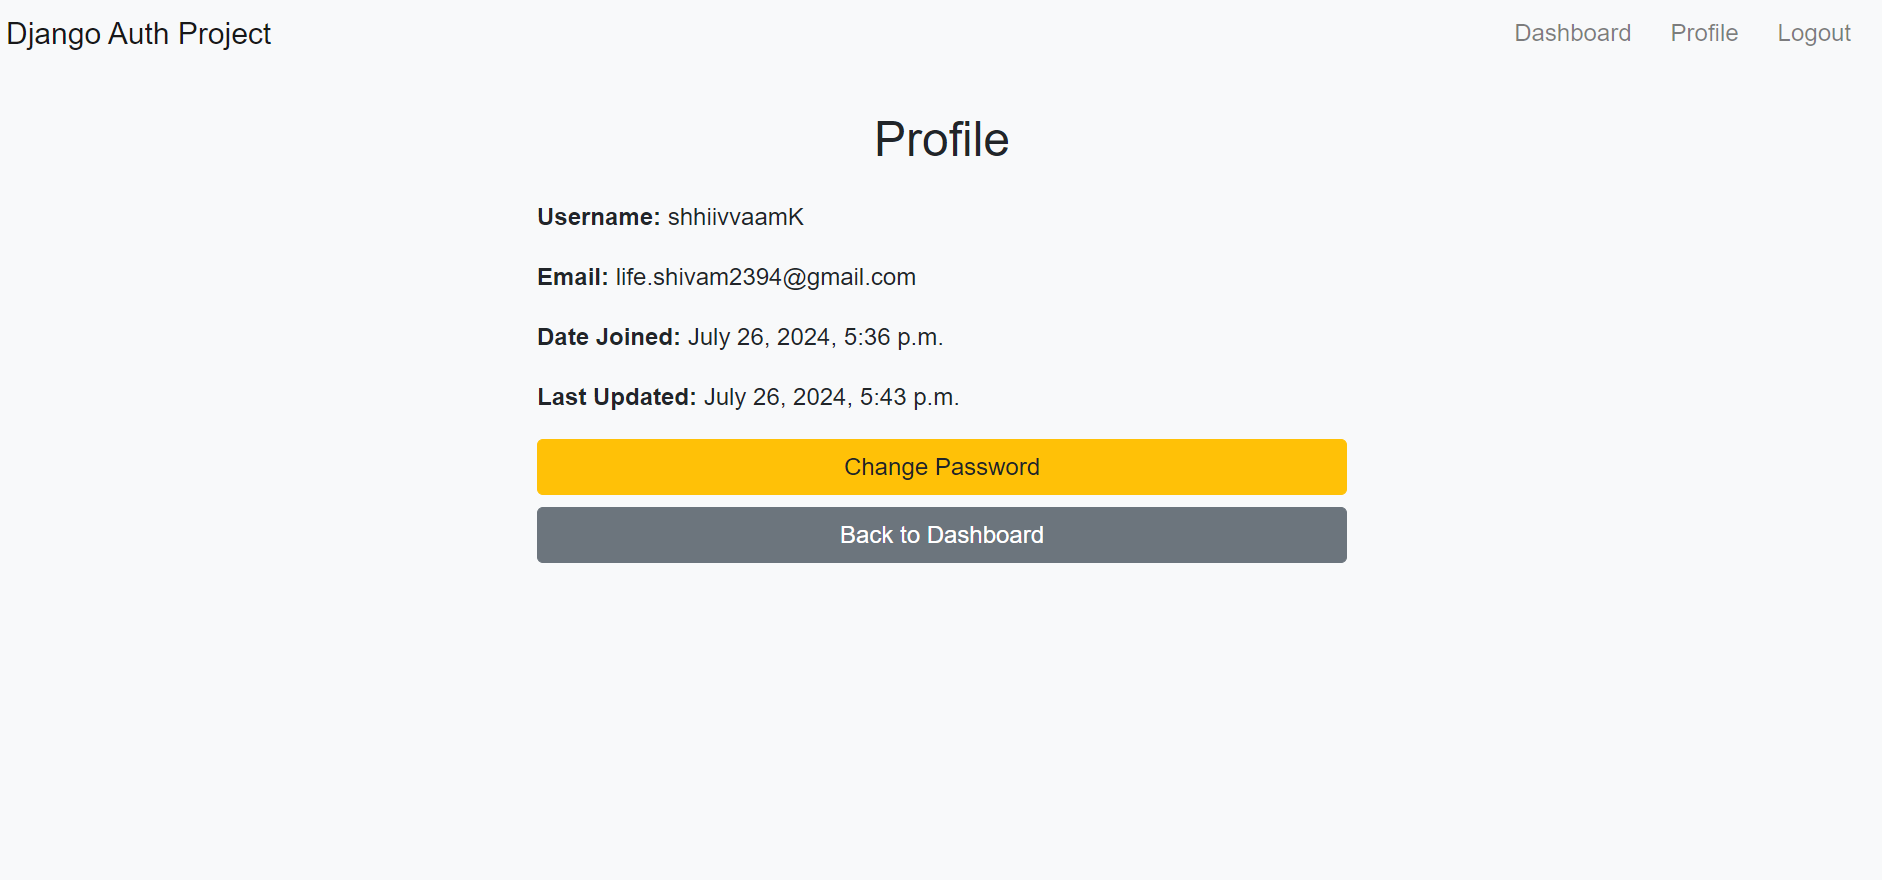 Django Auth Project
Dashboard Profile Logout
Profile
Username: shhiivvaamK
Email: life.shivam2394@gmail.com
Date Joined: July 26, 2024, 5:36 p.m.
Last Updated: July 26, 2024, 5:43 p.m.
Change Password
Back to Dashboard